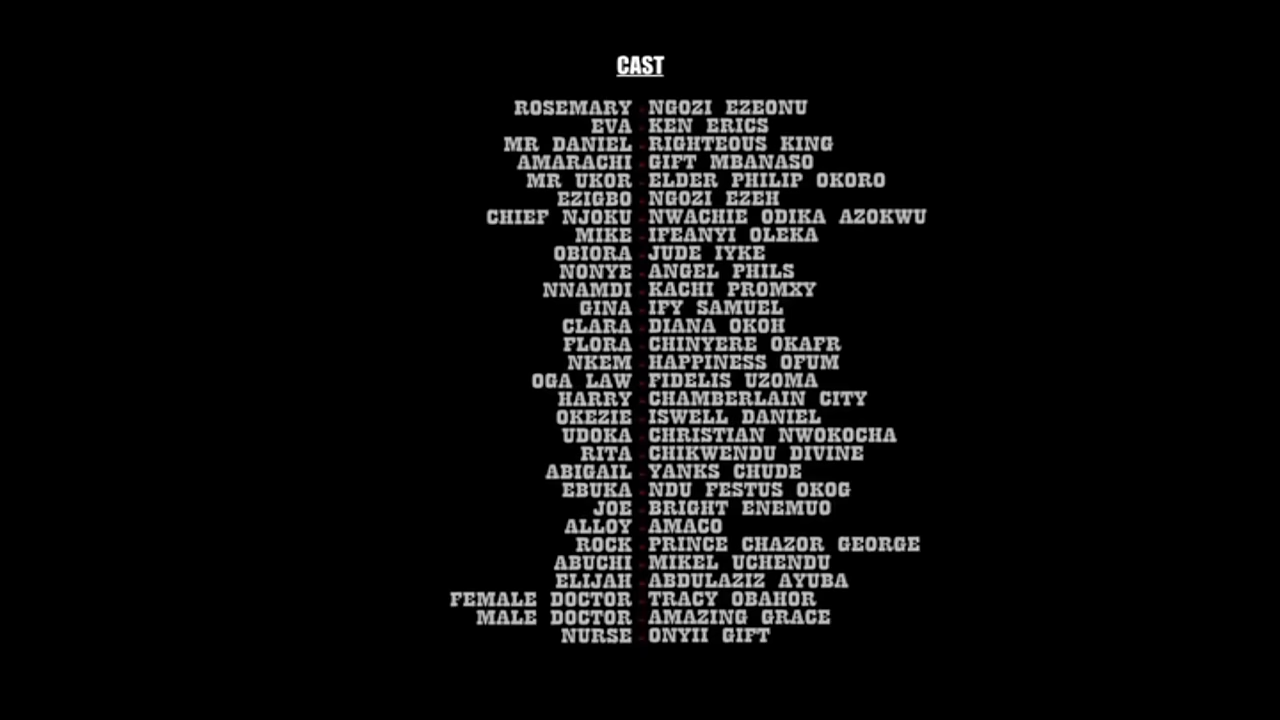 CAST
ROSEMARY - NGOZI EZEONU
EVA - KEN ERICS
MR DANIEL - RIGHTEOUS KING
AMARACHI - GIFT MBANASO
MR UKOR - ELDER PHILIP OKORO
EZIGBO - NGOZI EZEH
CHIEF NJOKU - NWACHIE ODIKA AZOKWU
MIKE - IFEANYI OLEKA
OBIORA - JUDE IYKE
NONYE - ANGEL PHILS
NNAMDI - KACHI PROMXY
GINA - IFY SAMUEL
CLARA - DIANA OKOH
FLORA - CHINYERE OKAFR
NKEM - HAPPINESS OFUM
OGA LAW - FIDELIS UZOMA
HARRY - CHAMBERLAIN CITY
OKEZIE - ISWELL DANIEL
UDOKA - CHRISTIAN NWOKOCHA
RITA - CHIKWENDU DIVINE
ABIGAIL - YANKS CHUDE
EBUKA - NDU FESTUS OKOG
JOE - BRIGHT ENEMUO
ALLOY - AMACO
ROCK - PRINCE CHAZOR GEORGE
ABUCHI - MIKEL UCHENDU
ELIJAH - ABDULAZIZ AYUBA
FEMALE DOCTOR - TRACY OBAHOR
MALE DOCTOR - AMAZING GRACE
NURSE - ONYII GIFT